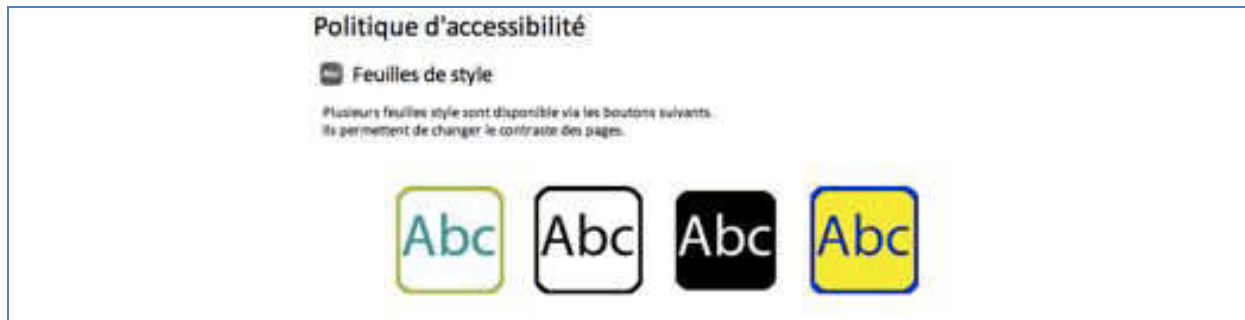 Politique d'accessibilité
Abc Feuilles de style
Plusieurs feuilles style sont disponible via les boutons suivants.
Ils permettent de changer le contraste des pages.
Abc Abc Abc Abc